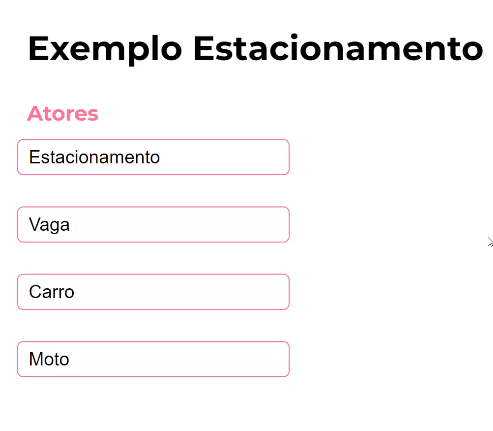 Exemplo Estacionamento
Atores
Estacionamento
Vaga
Carro
Moto